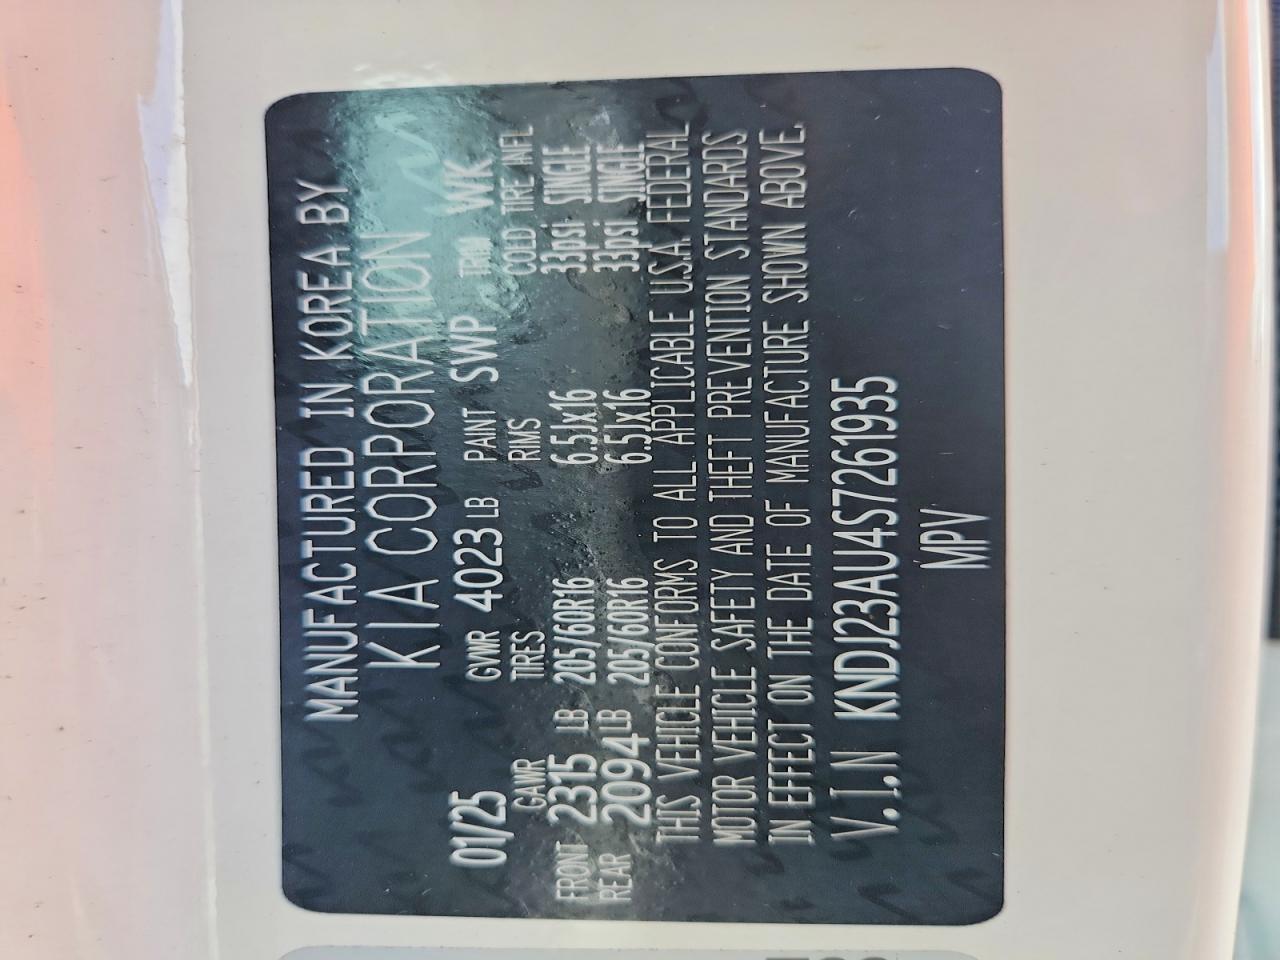 MANUFACTURED IN KOREA BY
KIA CORPORATION
01/25 GVWR 4023 LB PAINT SWP TRIM WK
GAWR TIRES RIMS COLD TIRE INFL
FRONT 2315 LB 205/60R16 6.5Jx16 33psi SINGLE
REAR 2094 LB 205/60R16 6.5Jx16 33psi SINGLE
THIS VEHICLE CONFORMS TO ALL APPLICABLE U.S.A. FEDERAL
MOTOR VEHICLE SAFETY AND THEFT PREVENTION STANDARDS
IN EFFECT ON THE DATE OF MANUFACTURE SHOWN ABOVE.
V.I.N KNDJ23AU4S7261935
MPV